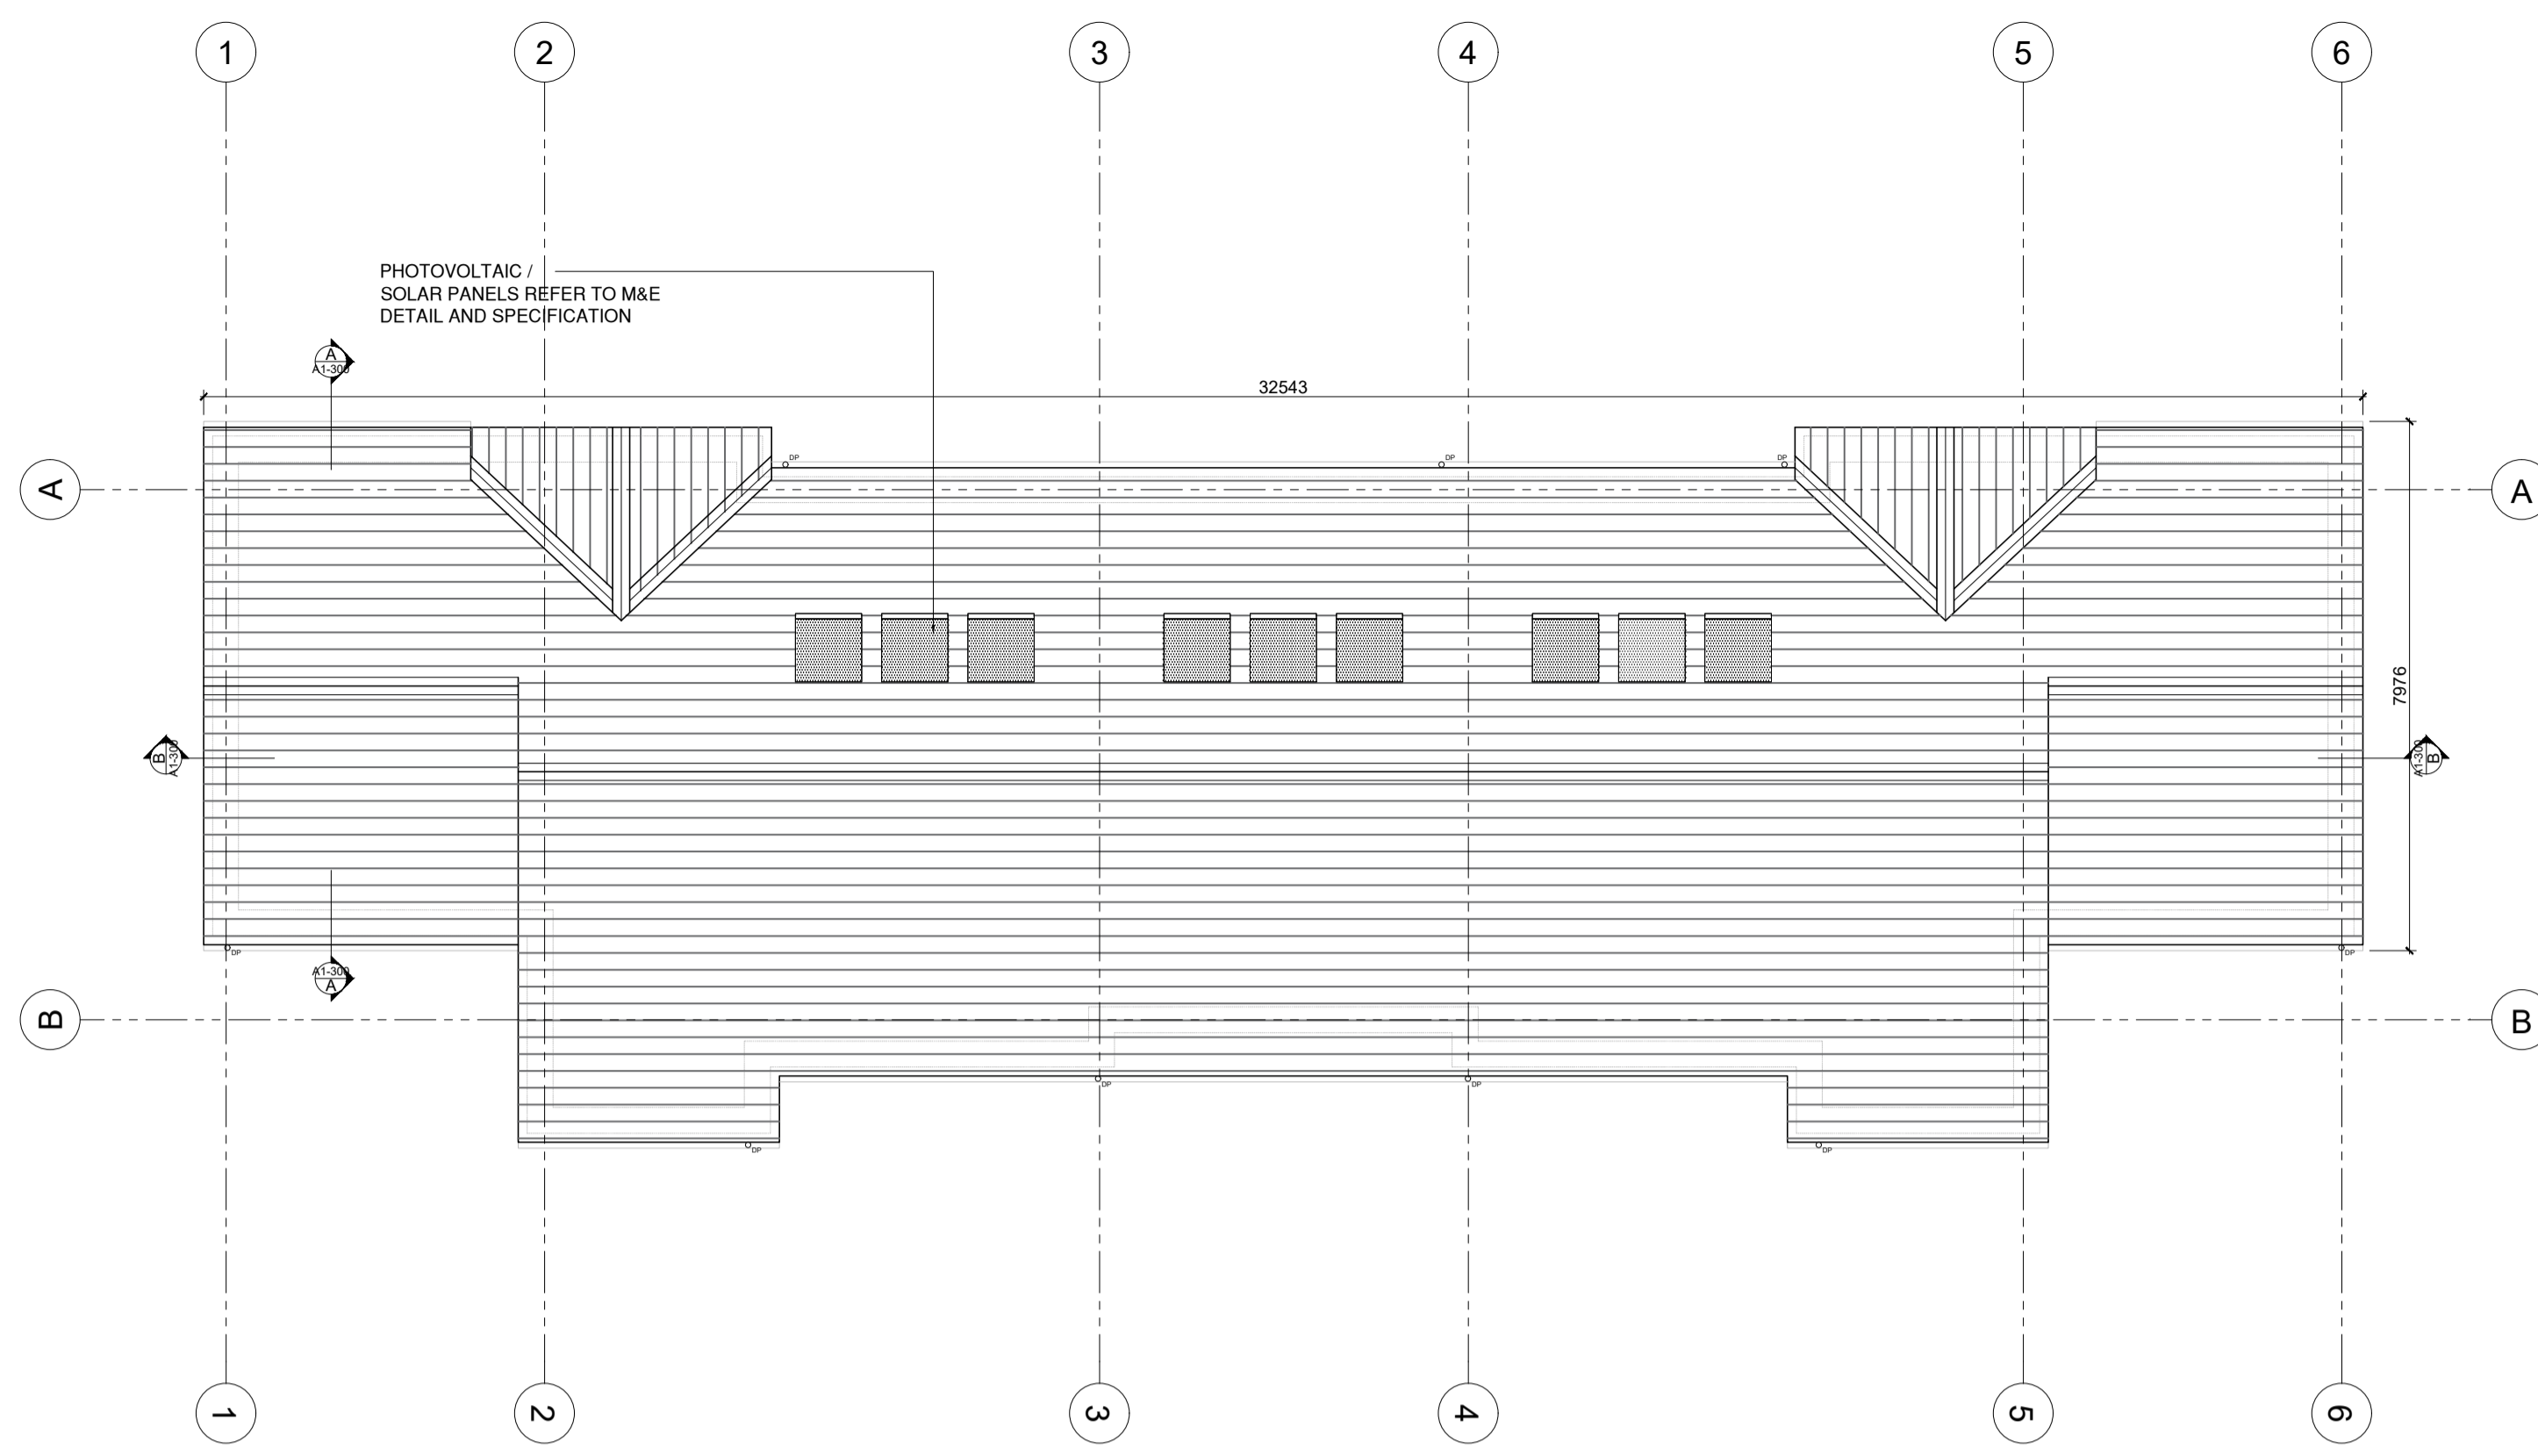 1 2 3 4 5 6
PHOTOVOLTAIC /
SOLAR PANELS REFER TO M&E
DETAIL AND SPECIFICATION
A
A1-300
32543
DP DP DP
A A
7976
B
A1-300
A1-300
B
DP DP
A1-300
A
B B
DP DP
DP DP
1 2 3 4 5 6